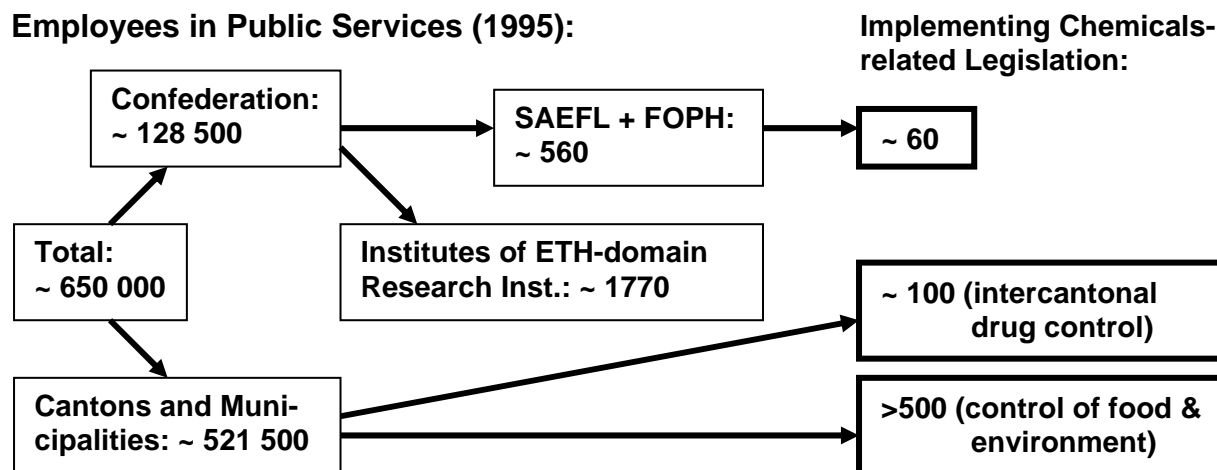 Employees in Public Services (1995):
Implementing Chemicals-
related Legislation:
Confederation:
~ 128 500
SAEFL + FOPH:
~ 560
~ 60
Total:
~ 650 000
Institutes of ETH-domain
Research Inst.: ~ 1770
~ 100 (intercantonal
drug control)
Cantons and Muni-
cipalities: ~ 521 500
>500 (control of food &
environment)